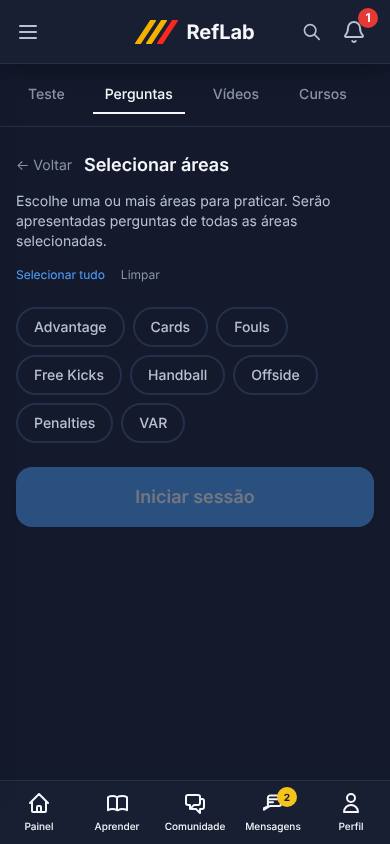 RefLab
1
Teste Perguntas Vídeos Cursos
← Voltar Selecionar áreas
Escolhe uma ou mais áreas para praticar. Serão
apresentadas perguntas de todas as áreas
selecionadas.
Selecionar tudo Limpar
Advantage Cards Fouls
Free Kicks Handball Offside
Penalties VAR
Iniciar sessão
2
Painel Aprender Comunidade Mensagens Perfil